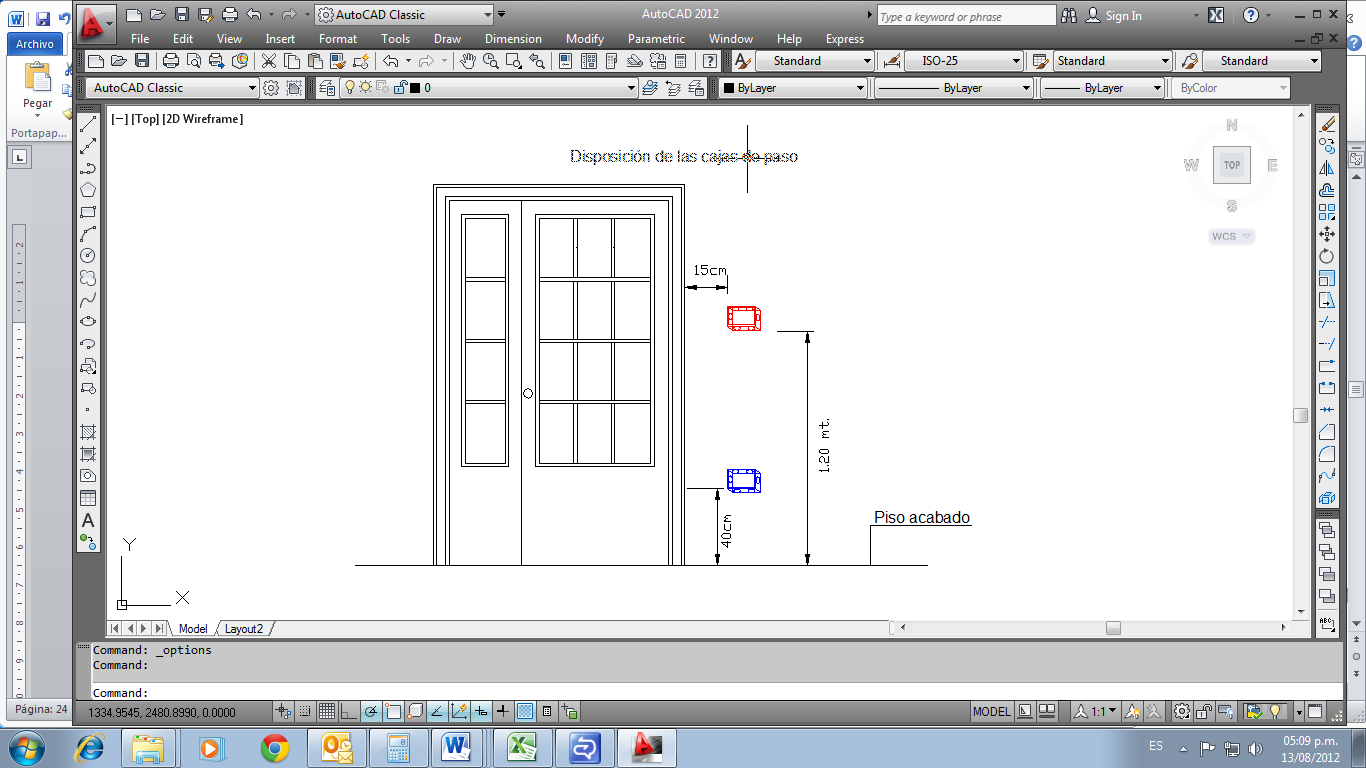 AutoCAD Classic
AutoCAD 2012
Type a keyword or phrase
Sign In
Archivo
File Edit View Insert Format Tools Draw Dimension Modify Parametric Window Help Express
Standard
ISO-25
Standard
Standard
Pegar
AutoCAD Classic
0
ByLayer
ByLayer
ByLayer
ByColor
Portapap...
[−] [Top] [2D Wireframe]
Disposición de las cajas de paso
N
W
TOP
E
S
WCS
15cm
1.20 mt.
40cm
Piso acabado
Y
X
Model
Layout2
Command: _options
Command:
Command:
Página: 24
1334.9545, 2480.8990, 0.0000
MODEL
1:1
ES
05:09 p.m.
13/08/2012